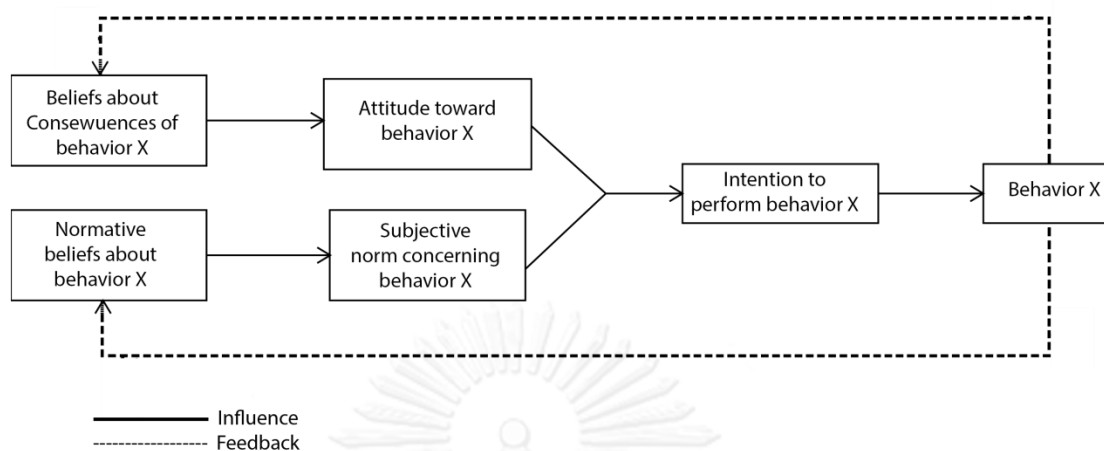 Beliefs about
Consewuences of
behavior X
Attitude toward
behavior X
Normative
beliefs about
behavior X
Subjective
norm concerning
behavior X
Intention to
perform behavior X
Behavior X
Influence
Feedback